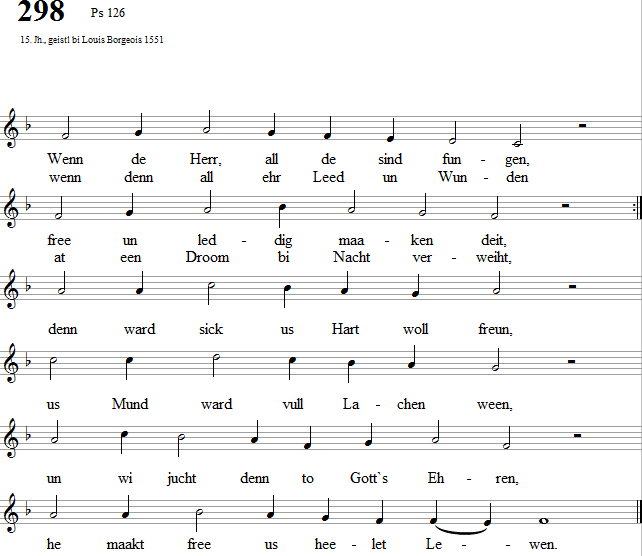 298 Ps 126
15. Jh., geistl bi Louis Borgeois 1551
Wenn de Herr, all de sind fun - gen,
wenn denn all ehr Leed un Wun - den
free un led - dig maa - ken deit,
at een Droom bi Nacht ver - weiht,
denn ward sick us Hart woll freun,
us Mund ward vull La - chen ween,
un wi jucht denn to Gott`s Eh - ren,
he maakt free us hee - let Le - wen.